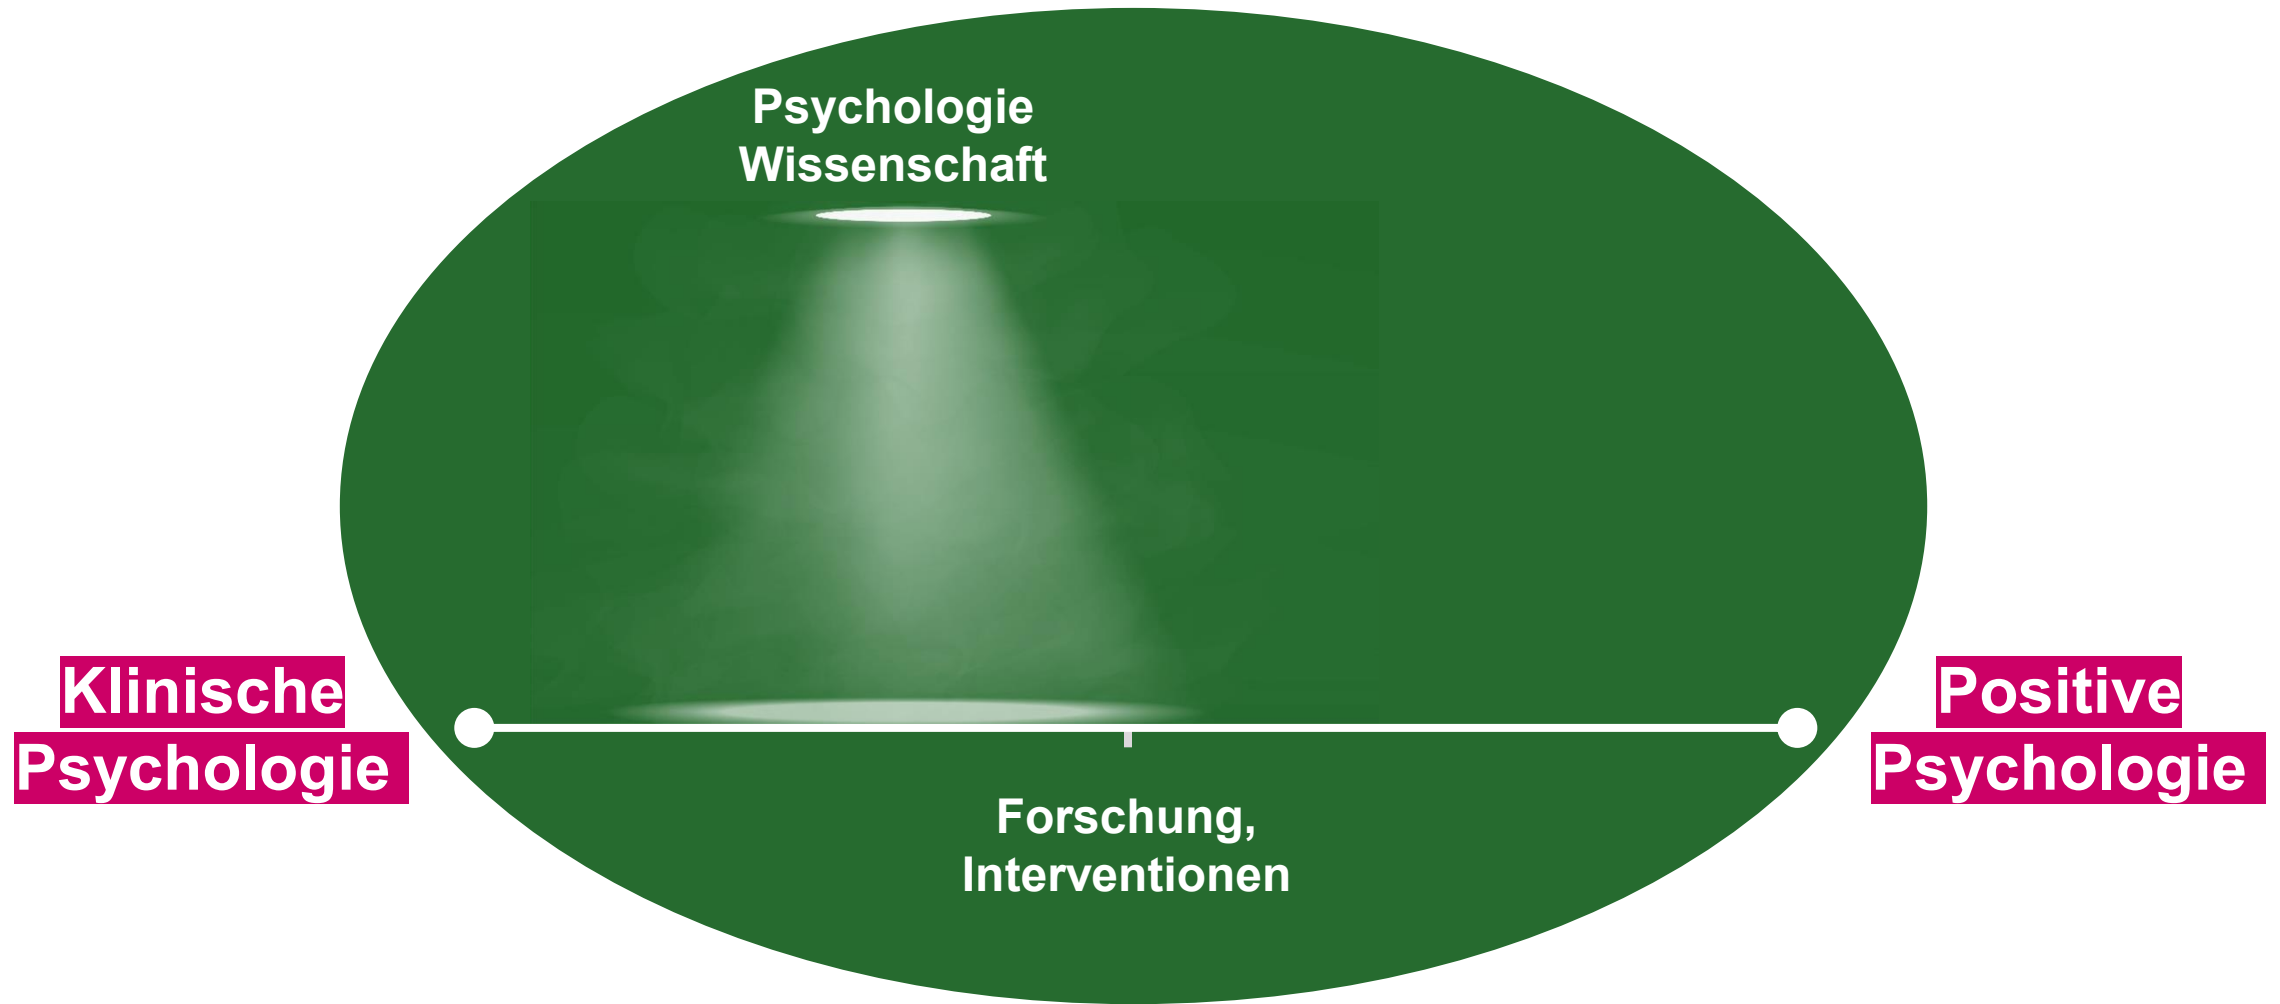 Psychologie
Wissenschaft
Klinische
Psychologie
Positive
Psychologie
Forschung,
Interventionen